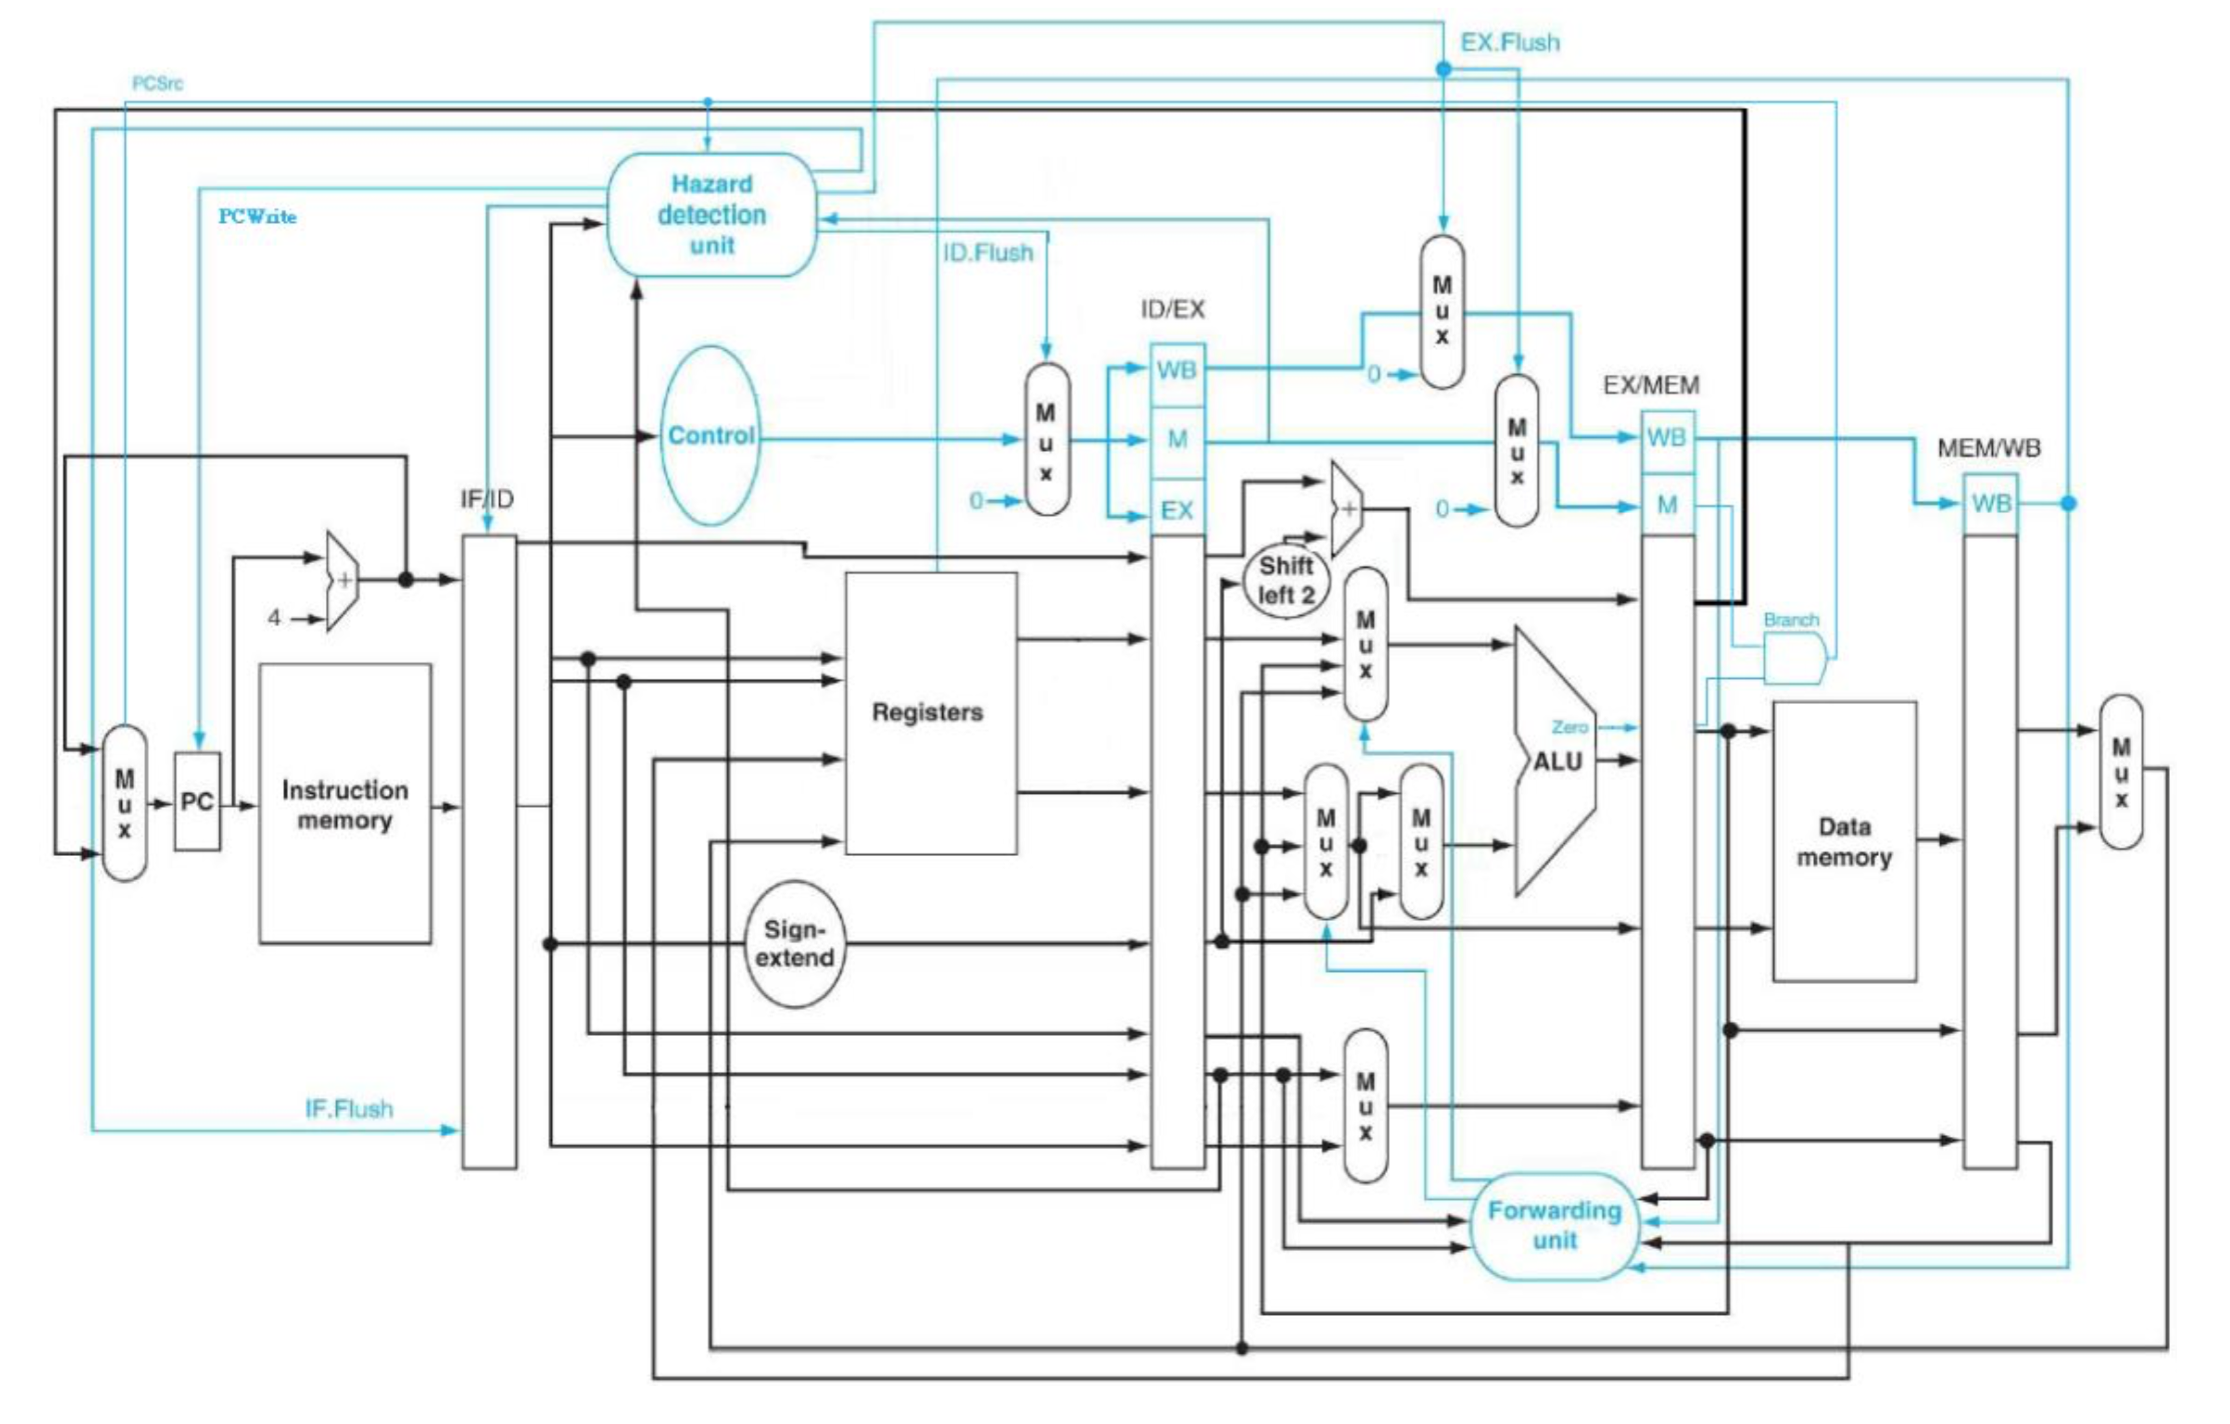 EX.Flush
PCSrc
Hazard
detection
unit
PCWrite
ID.Flush
M
u
x
ID/EX
0
EX/MEM
WB
Control
M
u
x
M
M
u
x
WB
MEM/WB
IF/ID
0
EX
0
M
WB
+
+
Shift
left 2
4
M
u
x
Branch
Registers
Zero
ALU
M
u
x
PC
Instruction
memory
M
u
x
M
u
x
Data
memory
M
u
x
Sign-
extend
IF.Flush
M
u
x
Forwarding
unit